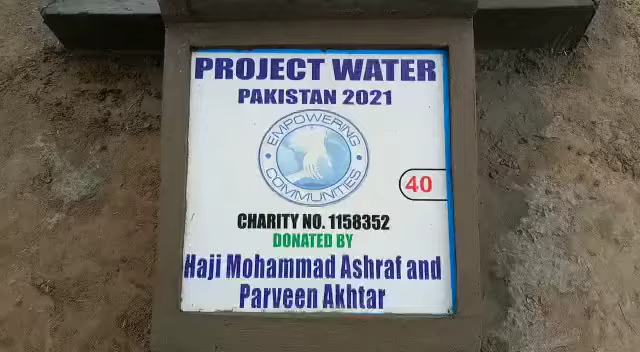 PROJECT WATER
PAKISTAN 2021
EMPOWERING
COMMUNITIES
40
CHARITY NO. 1158352
DONATED BY
Haji Mohammad Ashraf and
Parveen Akhtar